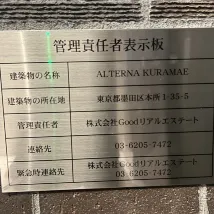 管理責任者表示板
建築物の名称 ALTERNA KURAMAE
建築物の所在地 東京都墨田区本所1-35-5
管理責任者 株式会社Goodリアルエステート
連絡先 03-6205-7472
緊急時連絡先 株式会社Goodリアルエステート
03-6205-7472